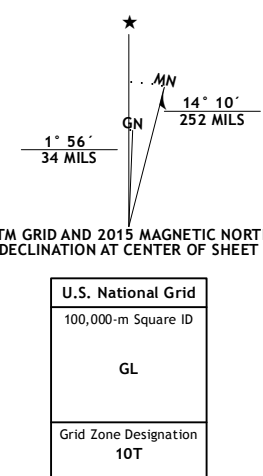 ★
MN
GN
14° 10´
252 MILS
1° 56´
34 MILS
TM GRID AND 2015 MAGNETIC NORTH
DECLINATION AT CENTER OF SHEET
U.S. National Grid
100,000-m Square ID
GL
Grid Zone Designation
10T